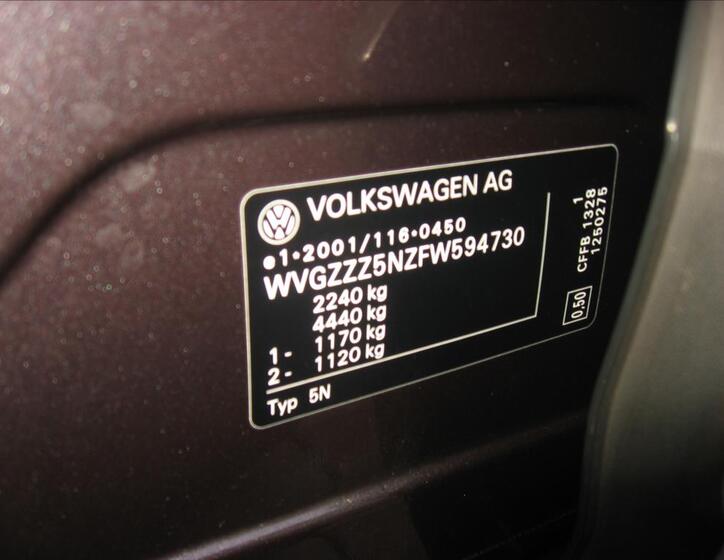 VOLKSWAGEN AG
e1*2001/116*0450
WVGZZZ5NZFW594730
2240 kg
4440 kg
1- 1170 kg
2- 1120 kg
Typ 5N
1
CFFB 1328
1250275
0,50